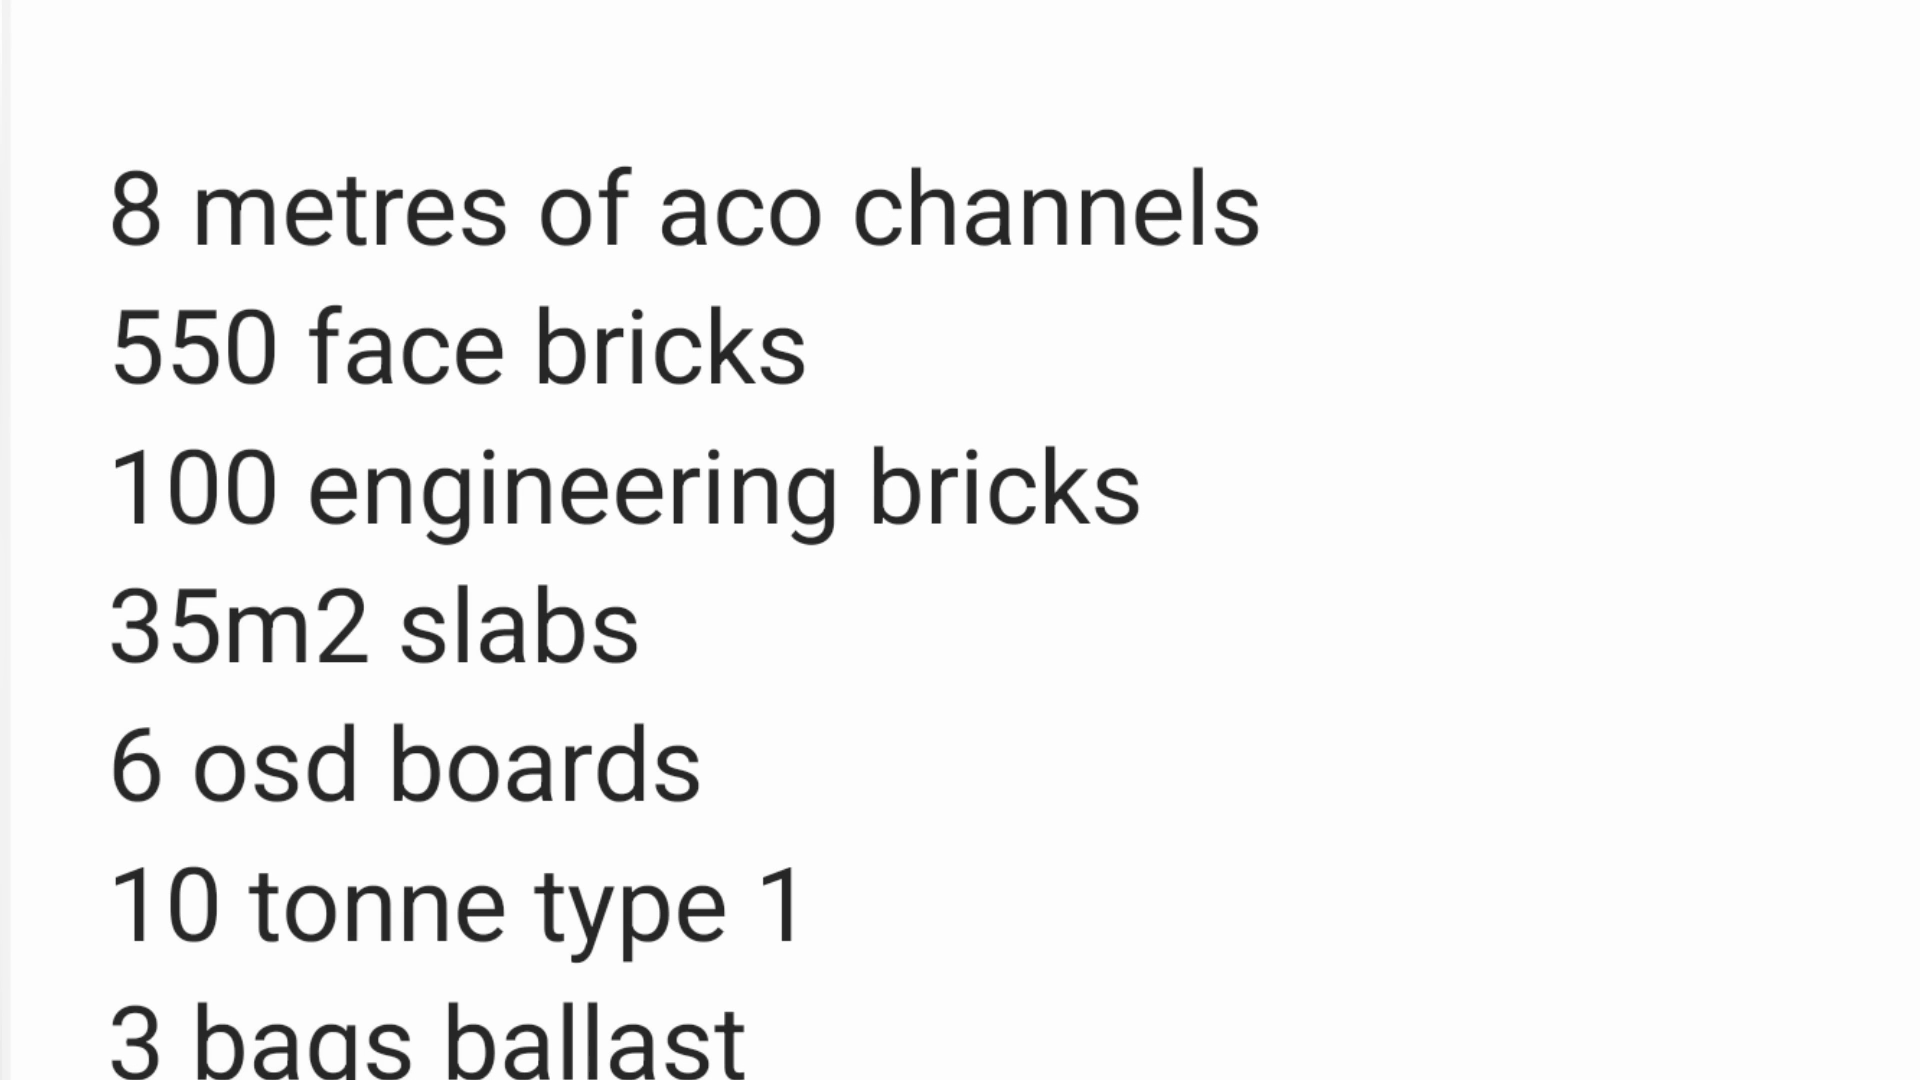 8 metres of aco channels
550 face bricks
100 engineering bricks
35m2 slabs
6 osd boards
10 tonne type 1
3 bags ballast